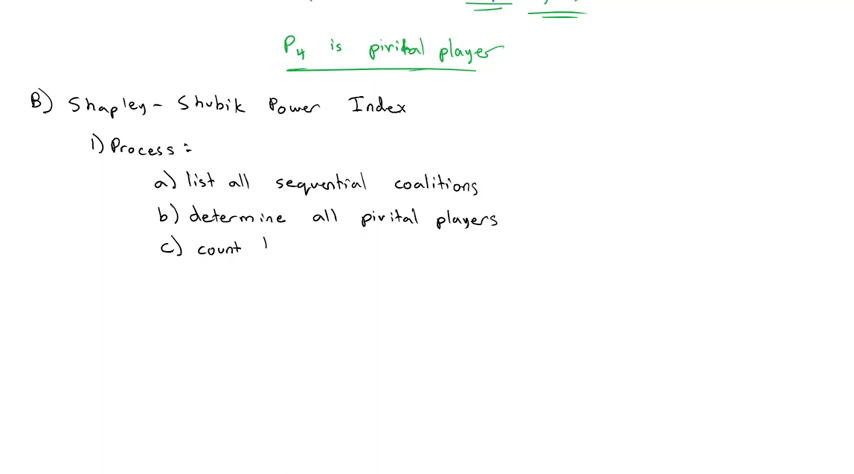 P4 is pivital player
B) Shapley - Shubik Power Index
1) Process:
a) list all sequential coalitions
b) determine all pivital players
c) count